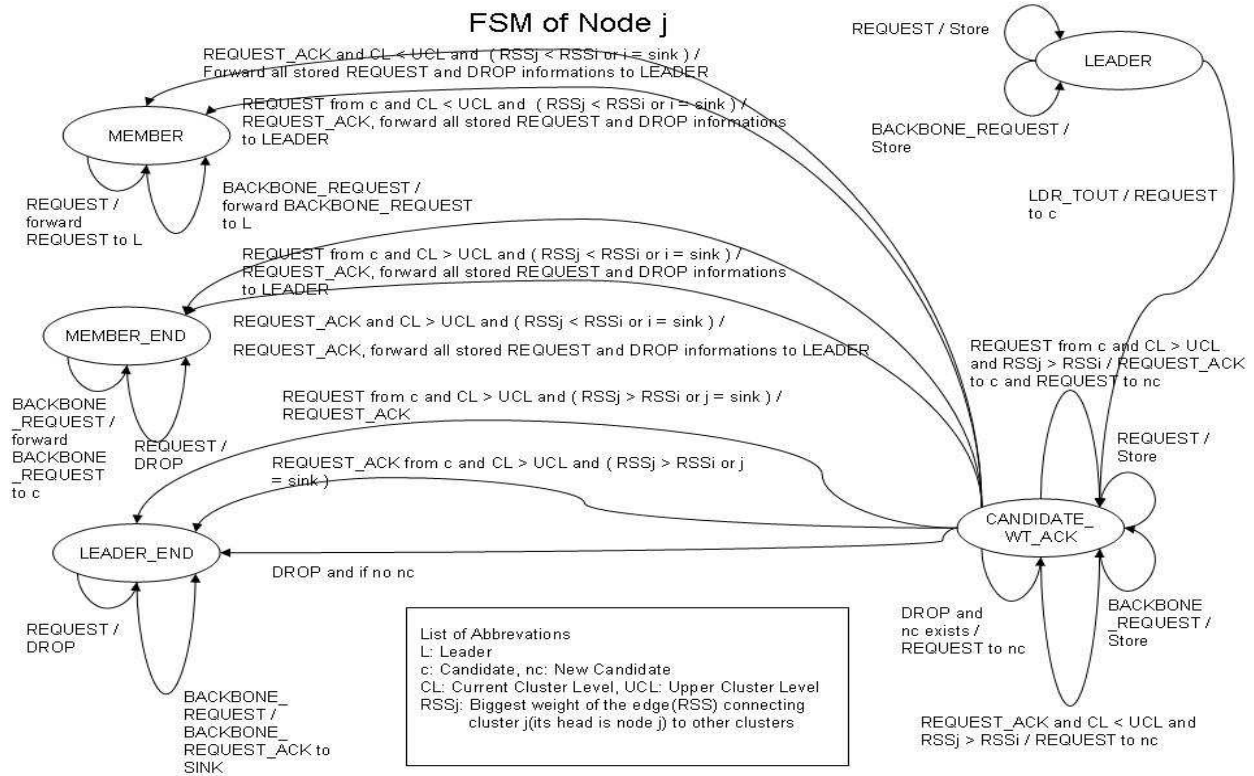 FSM of Node j
REQUEST_ACK and CL < UCL and ( RSSj < RSSi or i = sink ) /
Forward all stored REQUEST and DROP informations to LEADER
REQUEST from c and CL < UCL and ( RSSj < RSSi or i = sink ) /
REQUEST_ACK, forward all stored REQUEST and DROP informations
to LEADER
MEMBER
REQUEST /
forward
REQUEST to L
BACKBONE_REQUEST /
forward BACKBONE_REQUEST
to L
REQUEST / Store
LEADER
BACKBONE_REQUEST /
Store
LDR_TOUT / REQUEST
to c
REQUEST from c and CL > UCL and ( RSSj < RSSi or i = sink ) /
REQUEST_ACK, forward all stored REQUEST and DROP informations
to LEADER
MEMBER_END
REQUEST_ACK and CL > UCL and ( RSSj < RSSi or i = sink ) /
REQUEST_ACK, forward all stored REQUEST and DROP informations to LEADER
BACKBONE
_REQUEST /
forward
BACKBONE
_REQUEST
to c
REQUEST /
DROP
REQUEST from c and CL > UCL and ( RSSj > RSSi or j = sink ) /
REQUEST_ACK
REQUEST_ACK from c and CL > UCL and ( RSSj > RSSi or j
= sink )
LEADER_END
DROP and if no nc
REQUEST /
DROP
BACKBONE_
REQUEST /
BACKBONE_
REQUEST_ACK to
SINK
REQUEST from c and CL > UCL
and RSSj > RSSi / REQUEST_ACK
to c and REQUEST to nc
REQUEST /
Store
CANDIDATE_
WT_ACK
DROP and
nc exists /
REQUEST to nc
BACKBONE
_REQUEST /
Store
REQUEST_ACK and CL < UCL and
RSSj > RSSi / REQUEST to nc
List of Abbrevations
L: Leader
c: Candidate, nc: New Candidate
CL: Current Cluster Level, UCL: Upper Cluster Level
RSSj: Biggest weight of the edge(RSS) connecting
cluster j(its head is node j) to other clusters